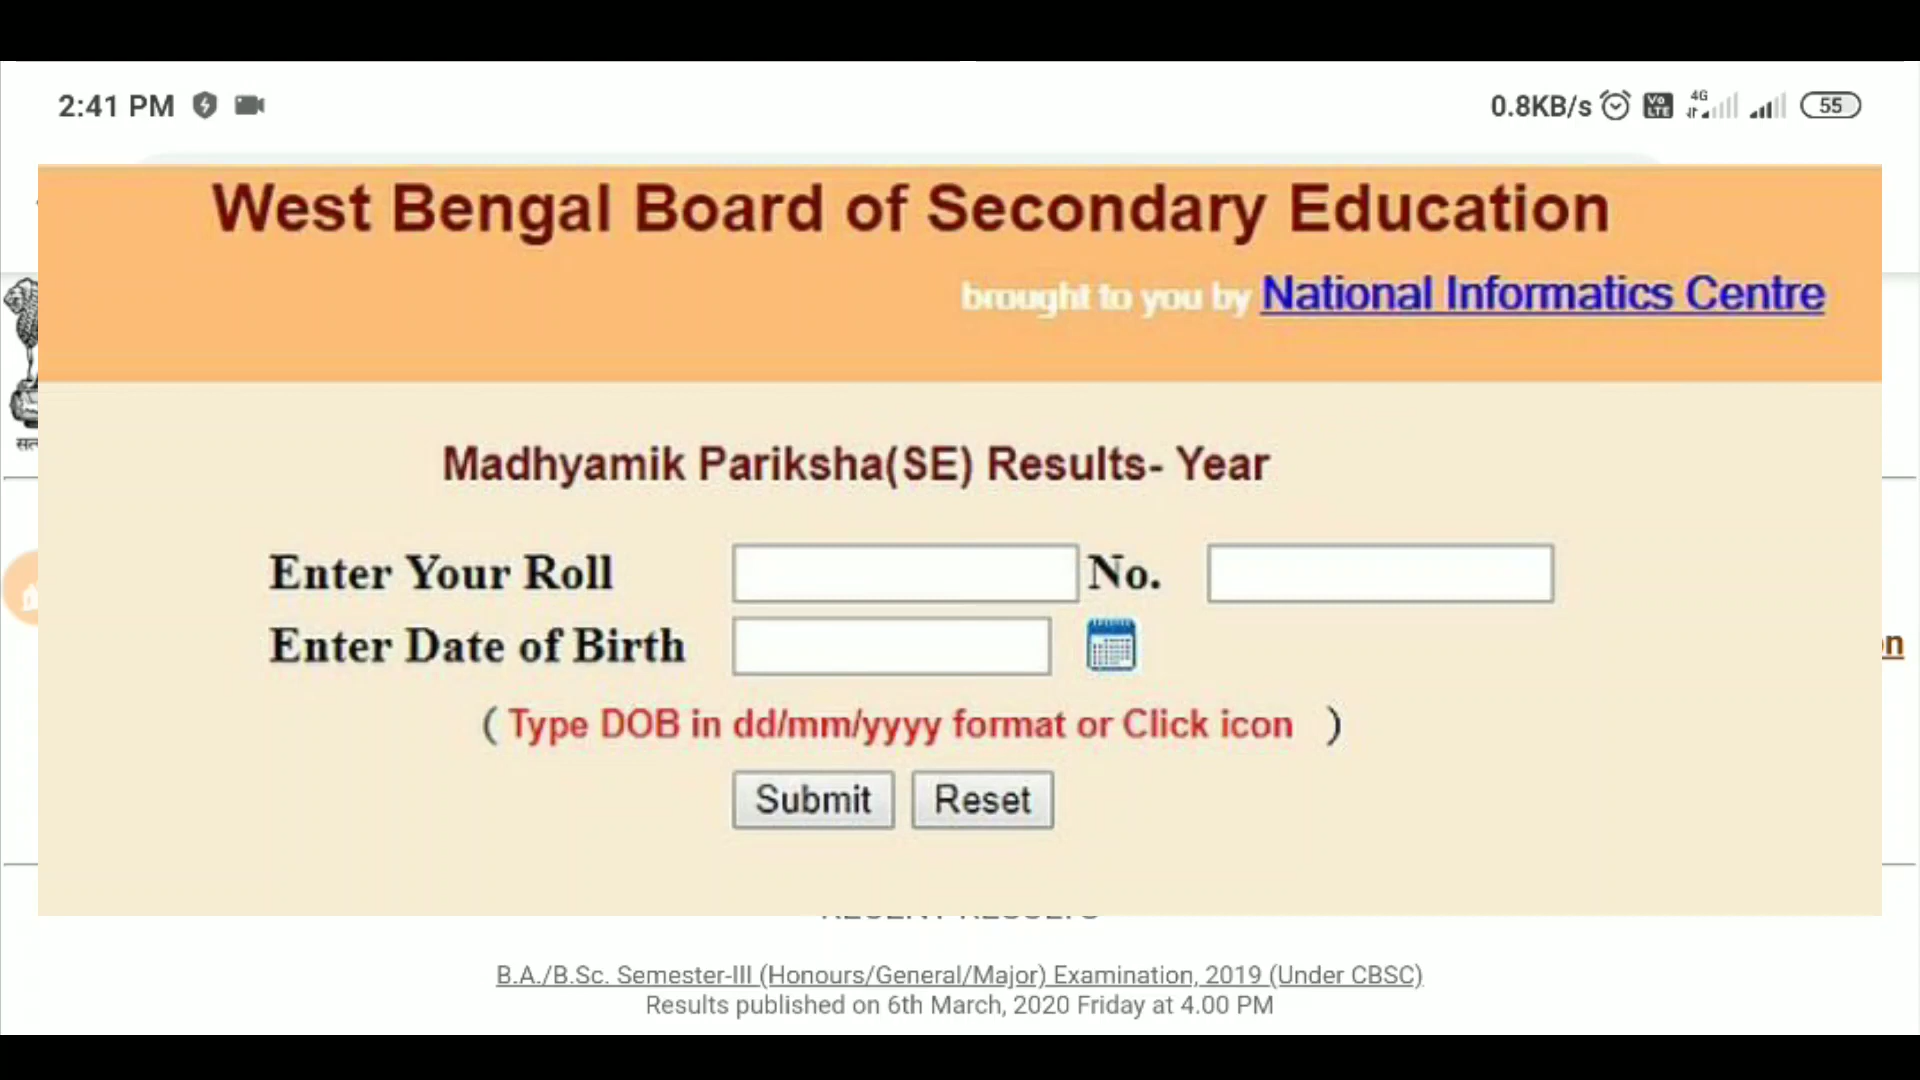 2:41 PM
0.8KB/s
Vo LTE
4G
55
West Bengal Board of Secondary Education
brought to you by National Informatics Centre
Madhyamik Pariksha(SE) Results- Year
Enter Your Roll No.
Enter Date of Birth
( Type DOB in dd/mm/yyyy format or Click icon )
Submit Reset
B.A./B.Sc. Semester-III (Honours/General/Major) Examination, 2019 (Under CBSC)
Results published on 6th March, 2020 Friday at 4.00 PM